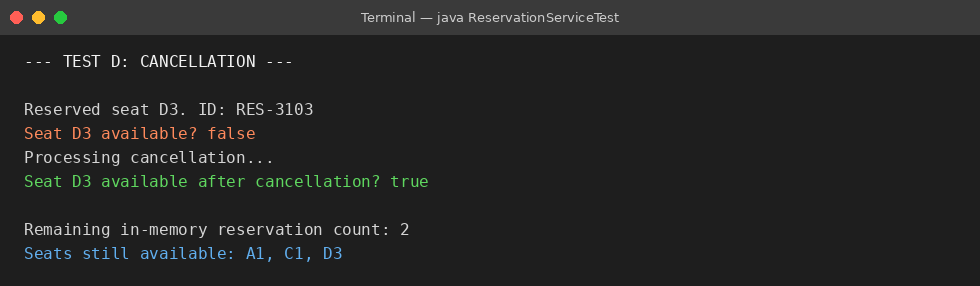 Terminal — java ReservationServiceTest
--- TEST D: CANCELLATION ---
Reserved seat D3. ID: RES-3103
Seat D3 available? false
Processing cancellation...
Seat D3 available after cancellation? true
Remaining in-memory reservation count: 2
Seats still available: A1, C1, D3